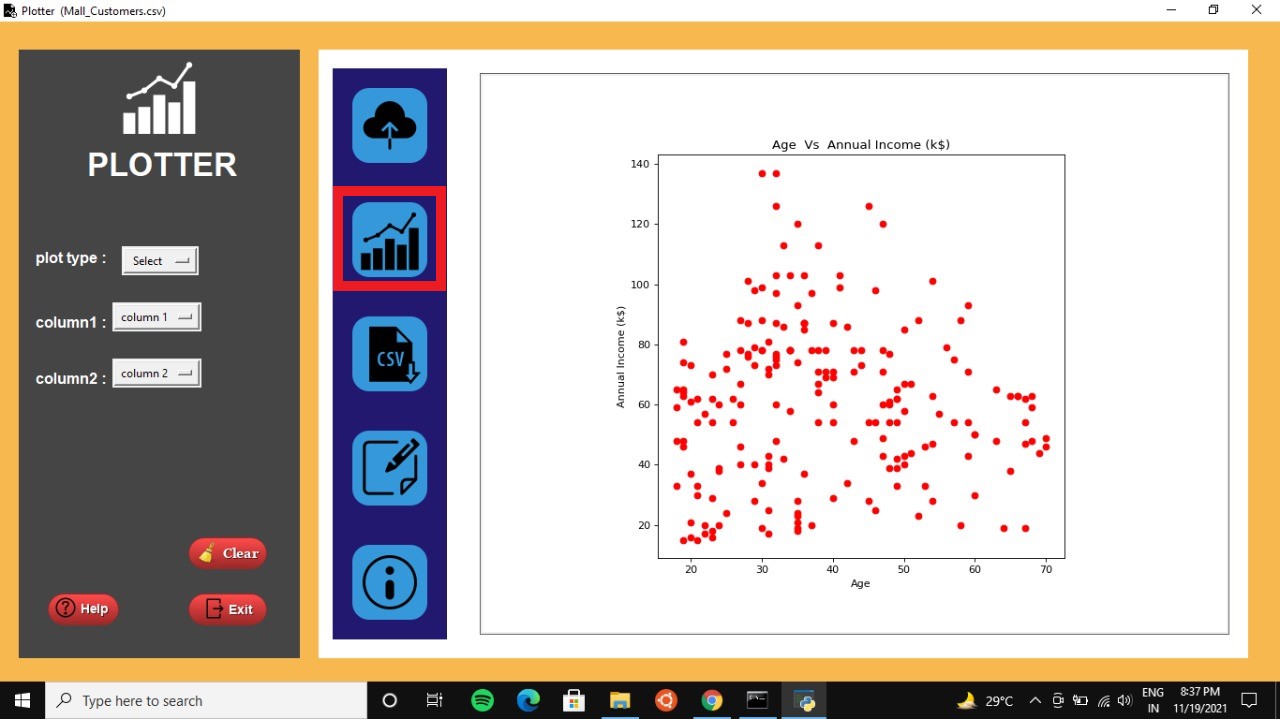 Plotter (Mall_Customers.csv)
PLOTTER
plot type :
Select
column1 :
column 1
column2 :
column 2
Clear
Help
Exit
CSV
Age Vs Annual Income (k$)
Annual Income (k$)
140
120
100
80
60
40
20
20 30 40 50 60 70
Age
Type here to search
29°C
ENG
IN
8:37 PM
11/19/2021